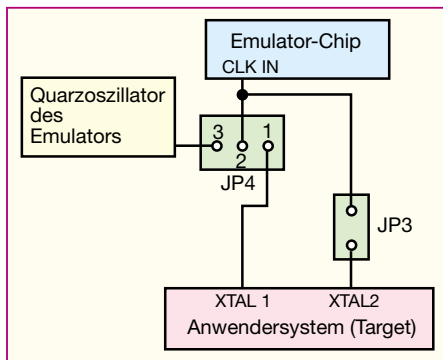 Emulator-Chip
CLK IN
Quarzoszillator
des
Emulators
3
1
2
JP4
JP3
XTAL 1
XTAL2
Anwendersystem (Target)